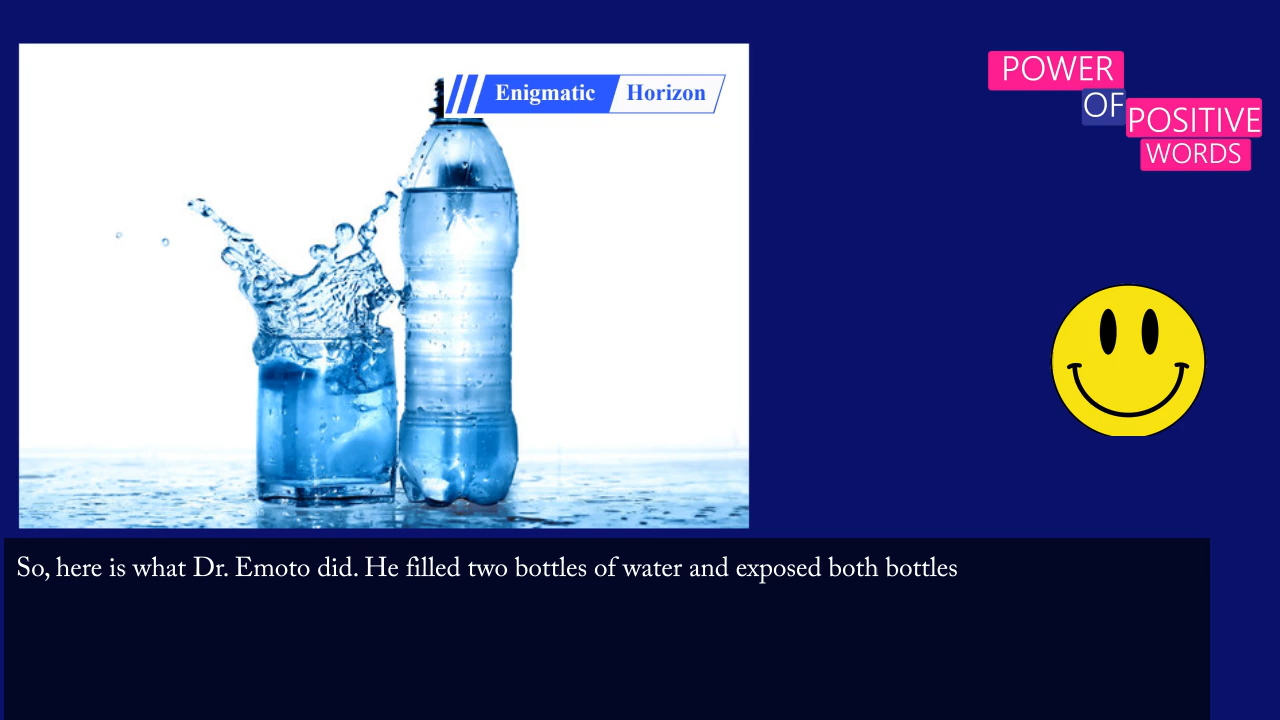 Enigmatic Horizon
POWER
OF
POSITIVE
WORDS
So, here is what Dr. Emoto did. He filled two bottles of water and exposed both bottles